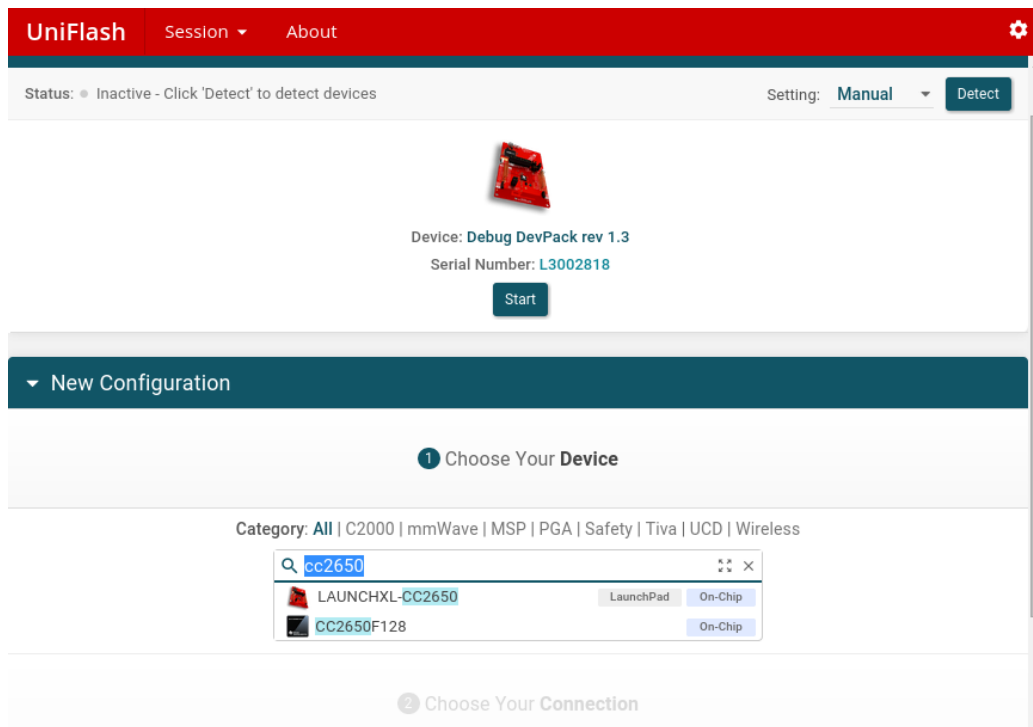 UniFlash Session About
Status: Inactive - Click 'Detect' to detect devices Setting: Manual Detect
Device: Debug DevPack rev 1.3
Serial Number: L3002818
Start
New Configuration
1 Choose Your Device
Category: All | C2000 | mmWave | MSP | PGA | Safety | Tiva | UCD | Wireless
cc2650
LAUNCHXL-CC2650 LaunchPad On-Chip
CC2650F128 On-Chip
2 Choose Your Connection